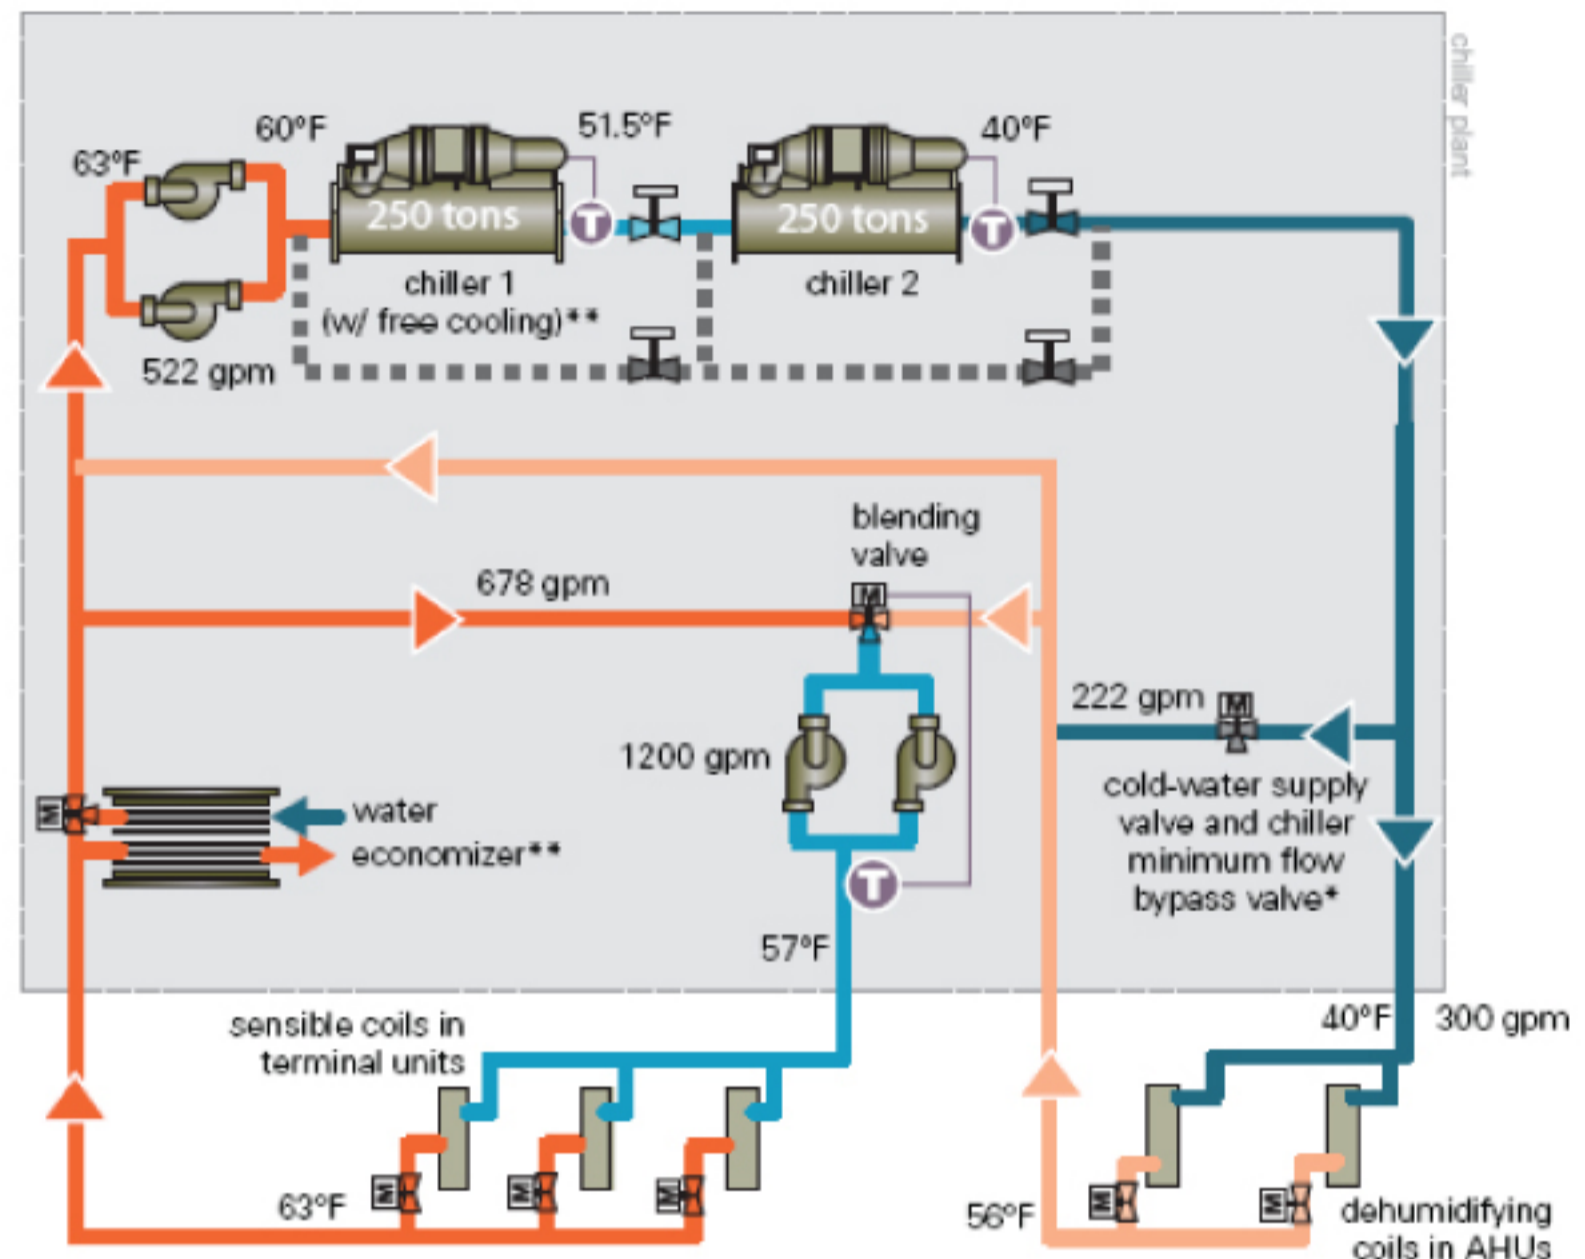 chiller plant
63°F
60°F
51.5°F
40°F
250 tons
250 tons
T
T
chiller 1
(w/ free cooling)**
chiller 2
522 gpm
blending
valve
678 gpm
M
222 gpm
M
1200 gpm
cold-water supply
valve and chiller
minimum flow
bypass valve*
M
water
economizer**
T
57°F
sensible coils in
terminal units
40°F
300 gpm
M
M
M
63°F
M
M
56°F
dehumidifying
coils in AHUs